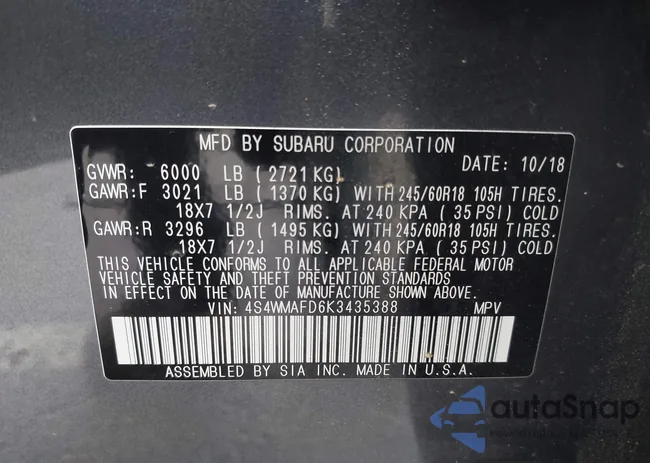 MFD BY SUBARU CORPORATION
GVWR: 6000 LB ( 2721 KG) DATE: 10/18
GAWR:F 3021 LB ( 1370 KG) WITH 245/60R18 105H TIRES.
18X7 1/2J RIMS. AT 240 KPA ( 35 PSI) COLD
GAWR:R 3296 LB ( 1495 KG) WITH 245/60R18 105H TIRES.
18X7 1/2J RIMS. AT 240 KPA ( 35 PSI) COLD
THIS VEHICLE CONFORMS TO ALL APPLICABLE FEDERAL MOTOR
VEHICLE SAFETY AND THEFT PREVENTION STANDARDS
IN EFFECT ON THE DATE OF MANUFACTURE SHOWN ABOVE.
VIN: 4S4WMAFD6K3435388 MPV
ASSEMBLED BY SIA INC. MADE IN U.S.A.
autoSnap
POWERED BY AUTOBIDMASTER